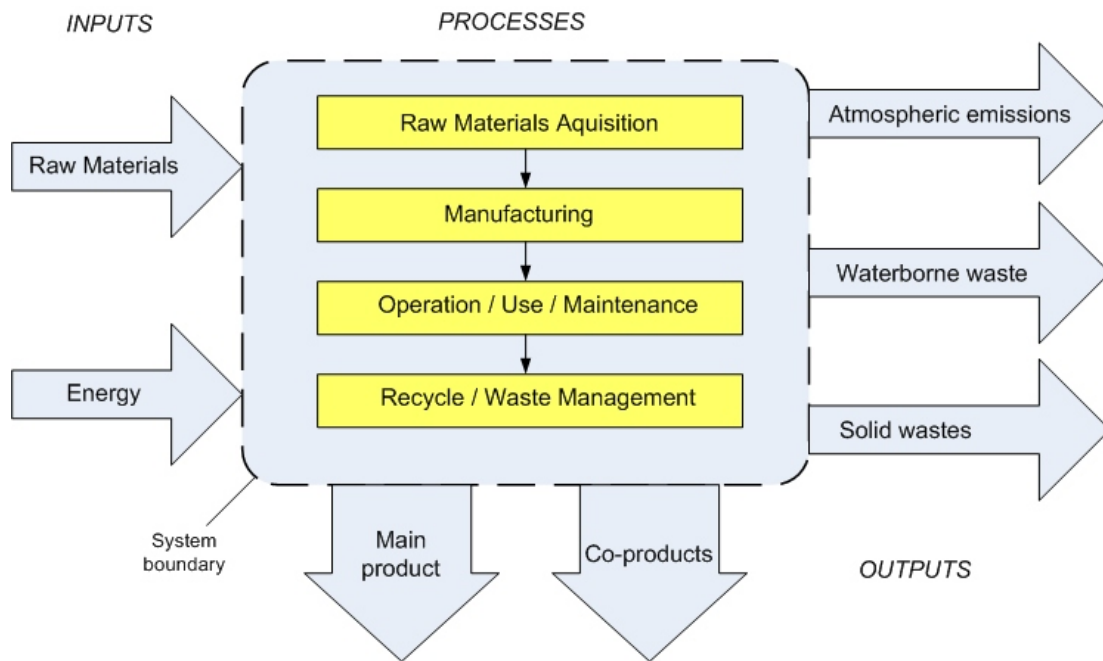 INPUTS
PROCESSES
Raw Materials
Energy
Raw Materials Aquisition
Manufacturing
Operation / Use / Maintenance
Recycle / Waste Management
Atmospheric emissions
Waterborne waste
Solid wastes
System
boundary
Main
product
Co-products
OUTPUTS